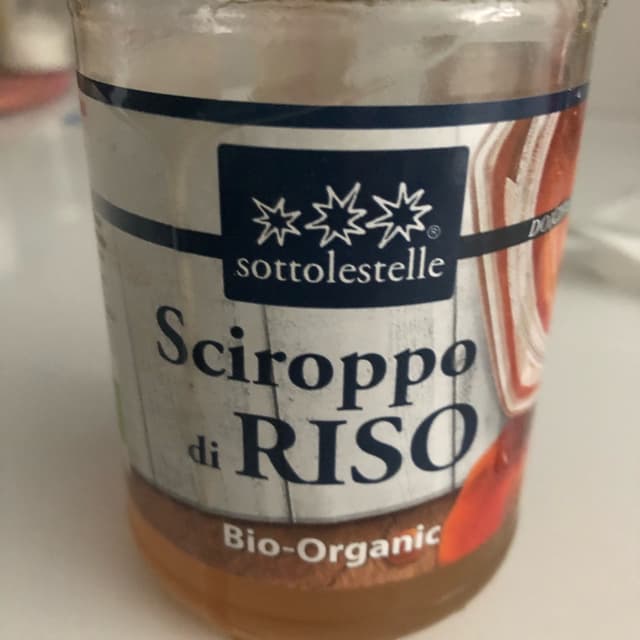 sottolestelle
Sciroppo
di RISO
Bio-Organic